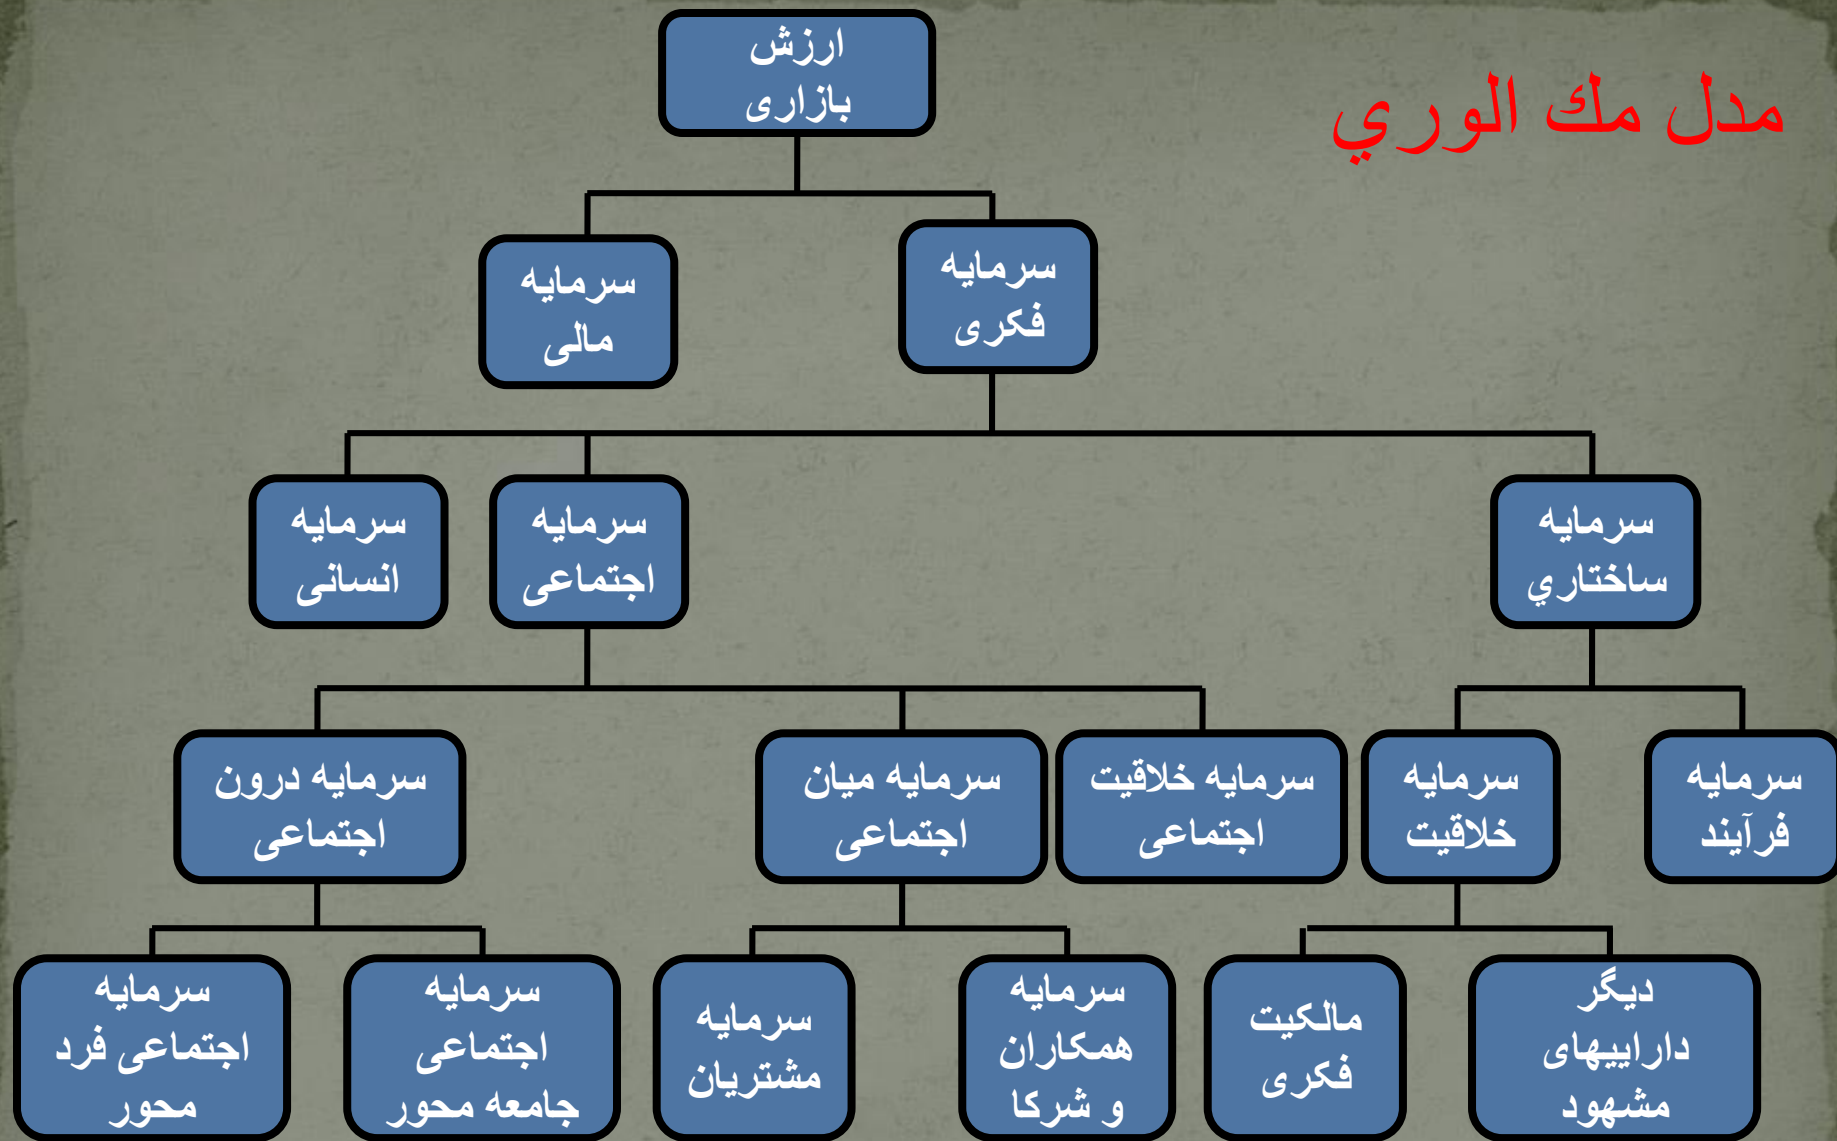 مدل مك الوري
ارزش
بازاری
سرمایه
فکری
سرمایه
مالی
سرمایه
ساختاري
سرمایه
اجتماعی
سرمایه
انسانی
سرمایه
فرآیند
سرمایه
خلاقیت
سرمایه خلاقیت
اجتماعی
سرمایه میان
اجتماعی
سرمایه درون
اجتماعی
دیگر
داراییهای
مشهود
مالکیت
فکری
سرمایه
همکاران
و شرکا
سرمایه
مشتریان
سرمایه
اجتماعی
جامعه محور
سرمایه
اجتماعی فرد
محور